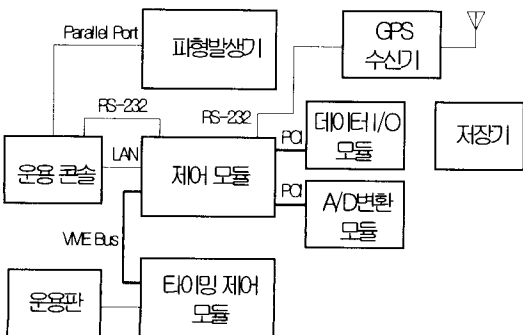 Parallel Port
파형발생기
GPS
수신기
RS-232
RS-232
LAN
운용 콘솔
제어 모듈
PCI
데이터 I/O
모듈
저장기
PCI
A/D변환
모듈
VME Bus
운용판
타이밍 제어
모듈